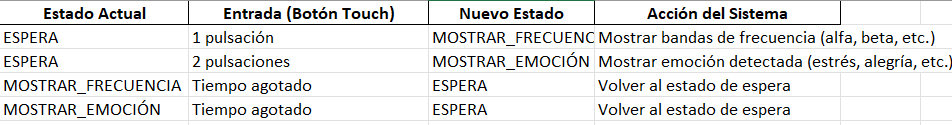 Estado Actual Entrada (Botón Touch) Nuevo Estado Acción del Sistema
ESPERA 1 pulsación MOSTRAR_FRECUENC Mostrar bandas de frecuencia (alfa, beta, etc.)
ESPERA 2 pulsaciones MOSTRAR_EMOCIÓN Mostrar emoción detectada (estrés, alegría, etc.)
MOSTRAR_FRECUENCIA Tiempo agotado ESPERA Volver al estado de espera
MOSTRAR_EMOCIÓN Tiempo agotado ESPERA Volver al estado de espera